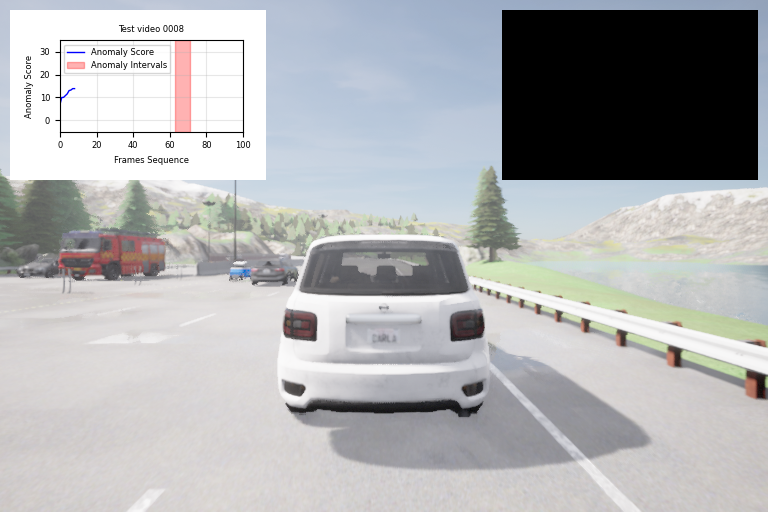 Test video 0008
Anomaly Score
30
20
10
0
Anomaly Score
Anomaly Intervals
0 20 40 60 80 100
Frames Sequence
CARLA